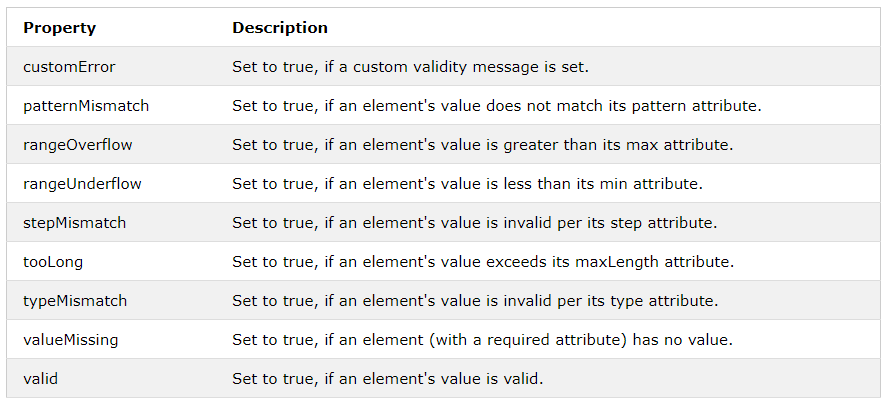 Property Description
customError Set to true, if a custom validity message is set.
patternMismatch Set to true, if an element's value does not match its pattern attribute.
rangeOverflow Set to true, if an element's value is greater than its max attribute.
rangeUnderflow Set to true, if an element's value is less than its min attribute.
stepMismatch Set to true, if an element's value is invalid per its step attribute.
tooLong Set to true, if an element's value exceeds its maxLength attribute.
typeMismatch Set to true, if an element's value is invalid per its type attribute.
valueMissing Set to true, if an element (with a required attribute) has no value.
valid Set to true, if an element's value is valid.